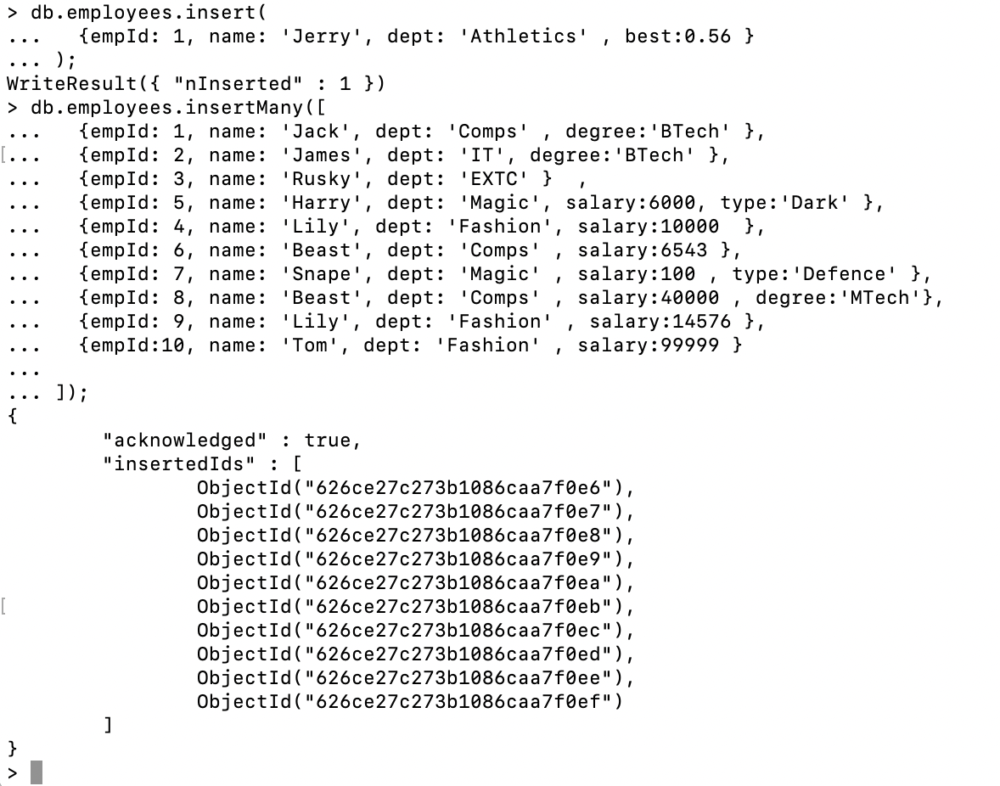 > db.employees.insert(
...   {empId: 1, name: 'Jerry', dept: 'Athletics' , best:0.56 }
... );
WriteResult({ "nInserted" : 1 })
> db.employees.insertMany([
...   {empId: 1, name: 'Jack', dept: 'Comps' , degree:'BTech' },
[...   {empId: 2, name: 'James', dept: 'IT', degree:'BTech' },
...   {empId: 3, name: 'Rusky', dept: 'EXTC' }  ,
...   {empId: 5, name: 'Harry', dept: 'Magic', salary:6000, type:'Dark' },
...   {empId: 4, name: 'Lily', dept: 'Fashion', salary:10000  },
...   {empId: 6, name: 'Beast', dept: 'Comps' , salary:6543 },
...   {empId: 7, name: 'Snape', dept: 'Magic' , salary:100 , type:'Defence' },
...   {empId: 8, name: 'Beast', dept: 'Comps' , salary:40000 , degree:'MTech'},
...   {empId: 9, name: 'Lily', dept: 'Fashion' , salary:14576 },
...   {empId:10, name: 'Tom', dept: 'Fashion' , salary:99999 }
...
... ]);
{
        "acknowledged" : true,
        "insertedIds" : [
                ObjectId("626ce27c273b1086caa7f0e6"),
                ObjectId("626ce27c273b1086caa7f0e7"),
                ObjectId("626ce27c273b1086caa7f0e8"),
                ObjectId("626ce27c273b1086caa7f0e9"),
                ObjectId("626ce27c273b1086caa7f0ea"),
[                ObjectId("626ce27c273b1086caa7f0eb"),
                ObjectId("626ce27c273b1086caa7f0ec"),
                ObjectId("626ce27c273b1086caa7f0ed"),
                ObjectId("626ce27c273b1086caa7f0ee"),
                ObjectId("626ce27c273b1086caa7f0ef")
        ]
}
>